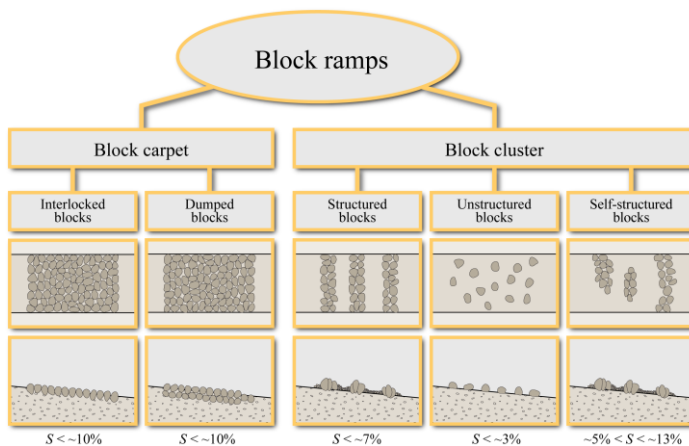 Block ramps
Block carpet
Block cluster
Interlocked
blocks
Dumped
blocks
Structured
blocks
Unstructured
blocks
Self-structured
blocks
S < ~10%
S < ~10%
S < ~7%
S < ~3%
~5% < S < ~13%